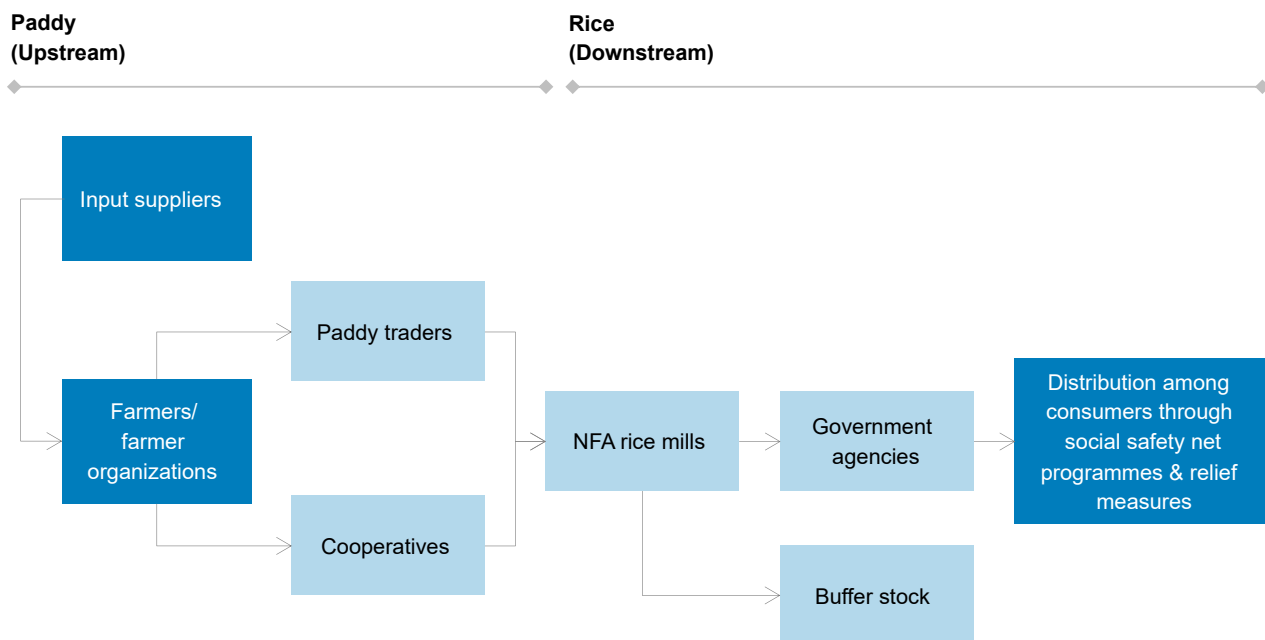 Paddy
(Upstream)
Rice
(Downstream)
Input suppliers
Paddy traders
Farmers/
farmer
organizations
Cooperatives
NFA rice mills
Government
agencies
Buffer stock
Distribution among
consumers through
social safety net
programmes & relief
measures